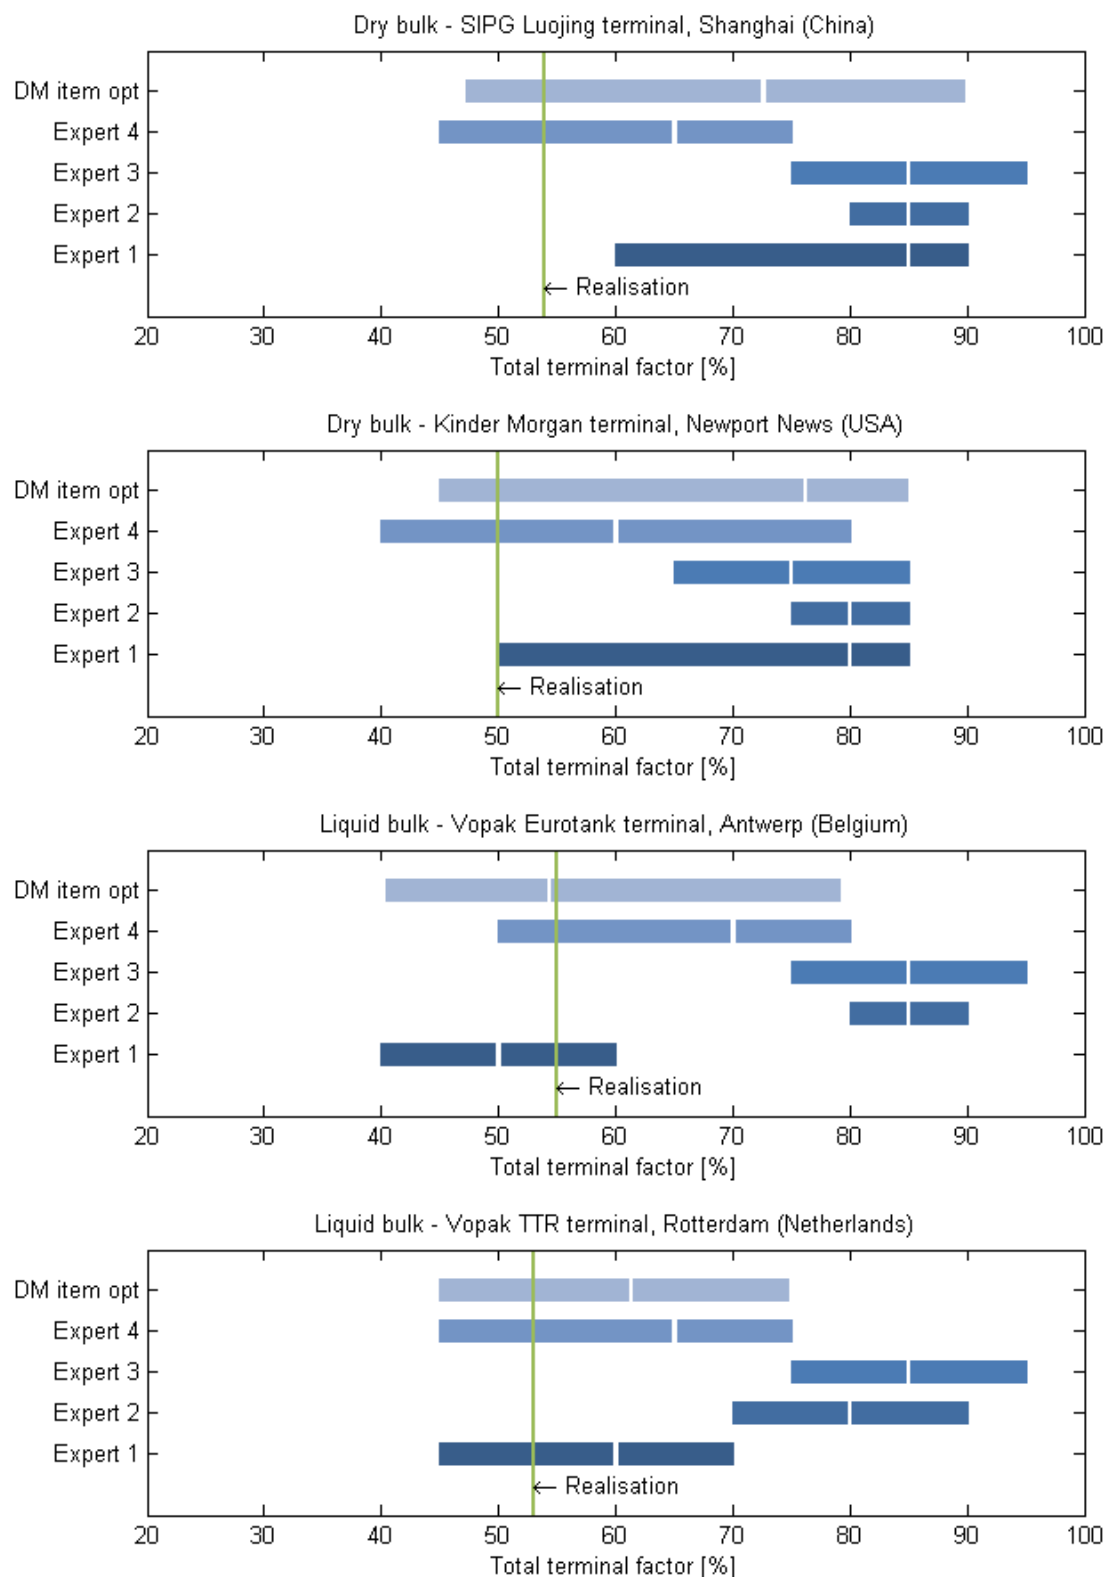 Dry bulk - SIPG Luojing terminal, Shanghai (China)
DM item opt
Expert 4
Expert 3
Expert 2
Expert 1
← Realisation
20 30 40 50 60 70 80 90 100
Total terminal factor [%]
Dry bulk - Kinder Morgan terminal, Newport News (USA)
DM item opt
Expert 4
Expert 3
Expert 2
Expert 1
← Realisation
20 30 40 50 60 70 80 90 100
Total terminal factor [%]
Liquid bulk - Vopak Eurotank terminal, Antwerp (Belgium)
DM item opt
Expert 4
Expert 3
Expert 2
Expert 1
← Realisation
20 30 40 50 60 70 80 90 100
Total terminal factor [%]
Liquid bulk - Vopak TTR terminal, Rotterdam (Netherlands)
DM item opt
Expert 4
Expert 3
Expert 2
Expert 1
← Realisation
20 30 40 50 60 70 80 90 100
Total terminal factor [%]